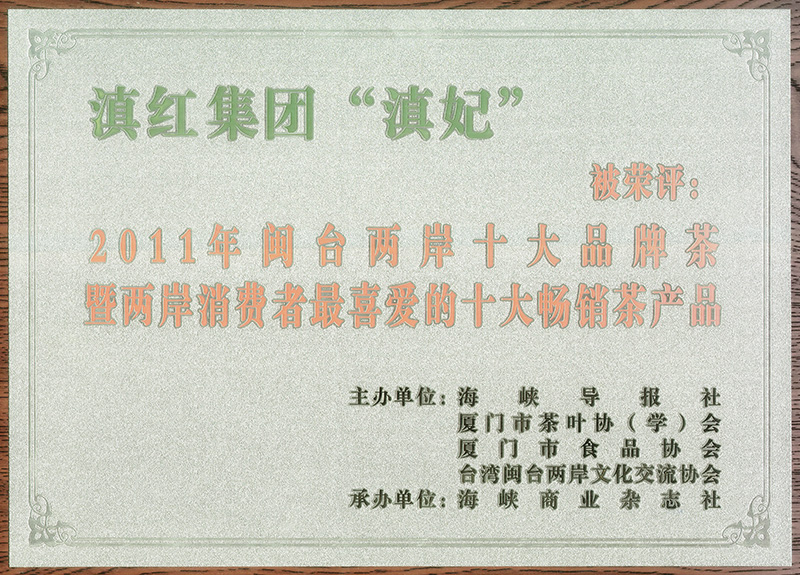 滇红集团“滇妃”
被荣评：
2011年闽台两岸十大品牌茶
暨两岸消费者最喜爱的十大畅销茶产品
主办单位：海峡导报社
厦门市茶叶协（学）会
厦门市食品协会
台湾闽台两岸文化交流协会
承办单位：海峡商业杂志社